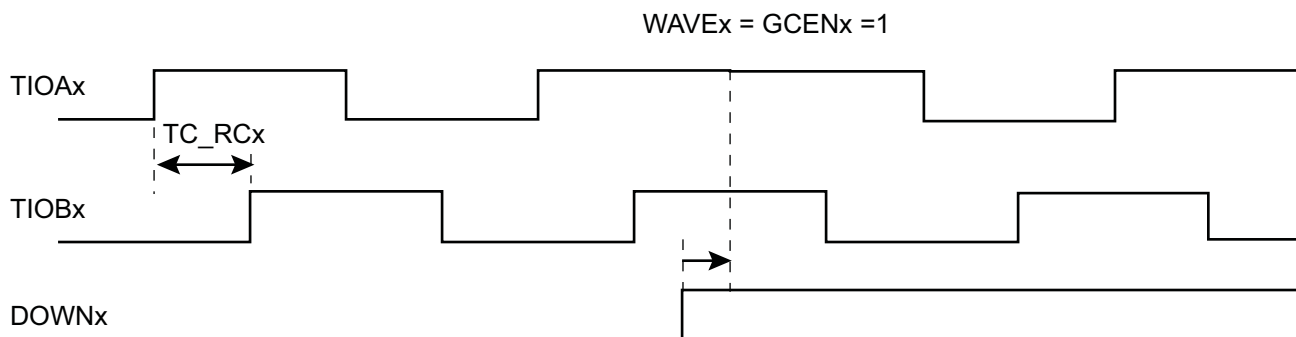 WAVEx = GCENx =1
TIOAx
TC_RCx
TIOBx
DOWNx